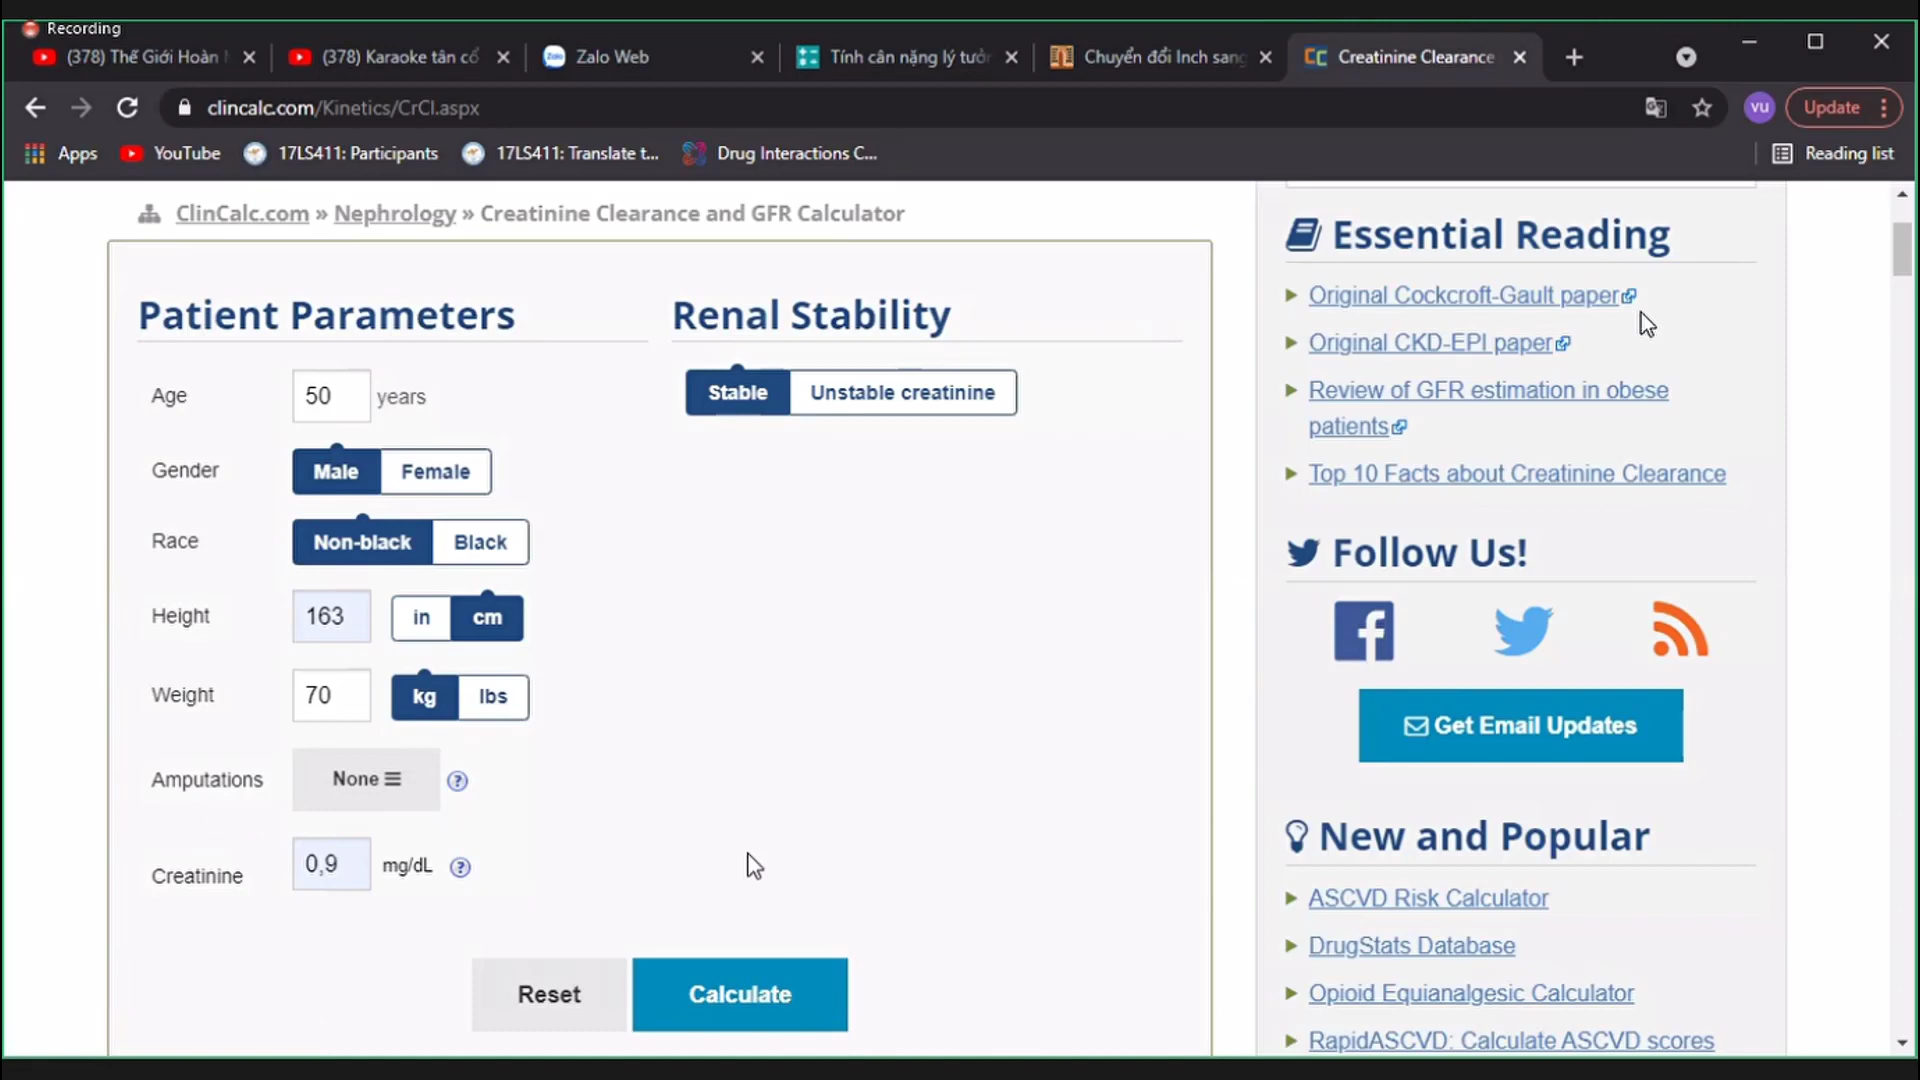 Recording
(378) Thế Giới Hoàn
(378) Karaoke tân cổ
Zalo Web
Tính cân nặng lý tưở
Chuyển đổi Inch sang
Creatinine Clearance
clincalc.com/Kinetics/CrCl.aspx
vu
Update
Apps
YouTube
17LS411: Participants
17LS411: Translate t...
Drug Interactions C...
Reading list
ClinCalc.com » Nephrology » Creatinine Clearance and GFR Calculator
Patient Parameters
Age 50 years
Gender Male Female
Race Non-black Black
Height 163 in cm
Weight 70 kg lbs
Amputations None ?
Creatinine 0,9 mg/dL ?
Reset Calculate
Renal Stability
Stable Unstable creatinine
Essential Reading
Original Cockcroft-Gault paper
Original CKD-EPI paper
Review of GFR estimation in obese
patients
Top 10 Facts about Creatinine Clearance
Follow Us!
Get Email Updates
New and Popular
ASCVD Risk Calculator
DrugStats Database
Opioid Equianalgesic Calculator
RapidASCVD: Calculate ASCVD scores